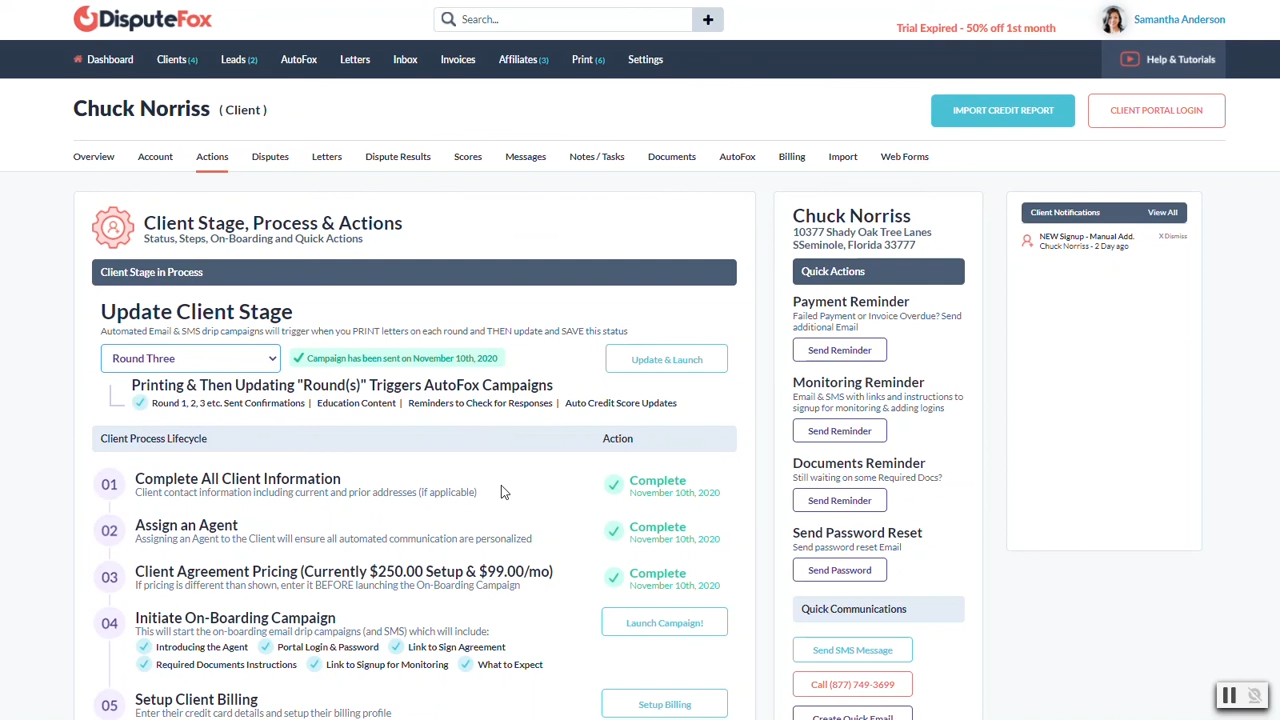 DisputeFox
Search...
Trial Expired - 50% off 1st month
Samantha Anderson
Dashboard
Clients (4)
Leads (2)
AutoFox
Letters
Inbox
Invoices
Affiliates (3)
Print (6)
Settings
Help & Tutorials
Chuck Norriss ( Client )
IMPORT CREDIT REPORT
CLIENT PORTAL LOGIN
Overview
Account
Actions
Disputes
Letters
Dispute Results
Scores
Messages
Notes / Tasks
Documents
AutoFox
Billing
Import
Web Forms
Client Stage, Process & Actions
Status, Steps, On-Boarding and Quick Actions
Client Stage in Process
Update Client Stage
Automated Email & SMS drip campaigns will trigger when you PRINT letters on each round and THEN update and SAVE this status
Round Three
Campaign has been sent on November 10th, 2020
Update & Launch
Printing & Then Updating "Round(s)" Triggers AutoFox Campaigns
Round 1, 2, 3 etc. Sent Confirmations | Education Content | Reminders to Check for Responses | Auto Credit Score Updates
Client Process Lifecycle
Action
01
Complete All Client Information
Client contact information including current and prior addresses (if applicable)
Complete
November 10th, 2020
02
Assign an Agent
Assigning an Agent to the Client will ensure all automated communication are personalized
Complete
November 10th, 2020
03
Client Agreement Pricing (Currently $250.00 Setup & $99.00/mo)
If pricing is different than shown, enter it BEFORE launching the On-Boarding Campaign
Complete
November 10th, 2020
04
Initiate On-Boarding Campaign
This will start the on-boarding email drip campaigns (and SMS) which will include:
Introducing the Agent
Portal Login & Password
Link to Sign Agreement
Required Documents Instructions
Link to Signup for Monitoring
What to Expect
Launch Campaign!
05
Setup Client Billing
Enter their credit card details and setup their billing profile
Setup Billing
Chuck Norriss
10377 Shady Oak Tree Lanes
SSeminole, Florida 33777
Quick Actions
Payment Reminder
Failed Payment or Invoice Overdue? Send
additional Email
Send Reminder
Monitoring Reminder
Email & SMS with links and instructions to
signup for monitoring & adding logins
Send Reminder
Documents Reminder
Still waiting on some Required Docs?
Send Reminder
Send Password Reset
Send password reset Email
Send Password
Quick Communications
Send SMS Message
Call (877) 749-3699
Create Quick Email
Client Notifications
View All
NEW Signup - Manual Add.
X Dismiss
Chuck Norriss - 2 Day ago